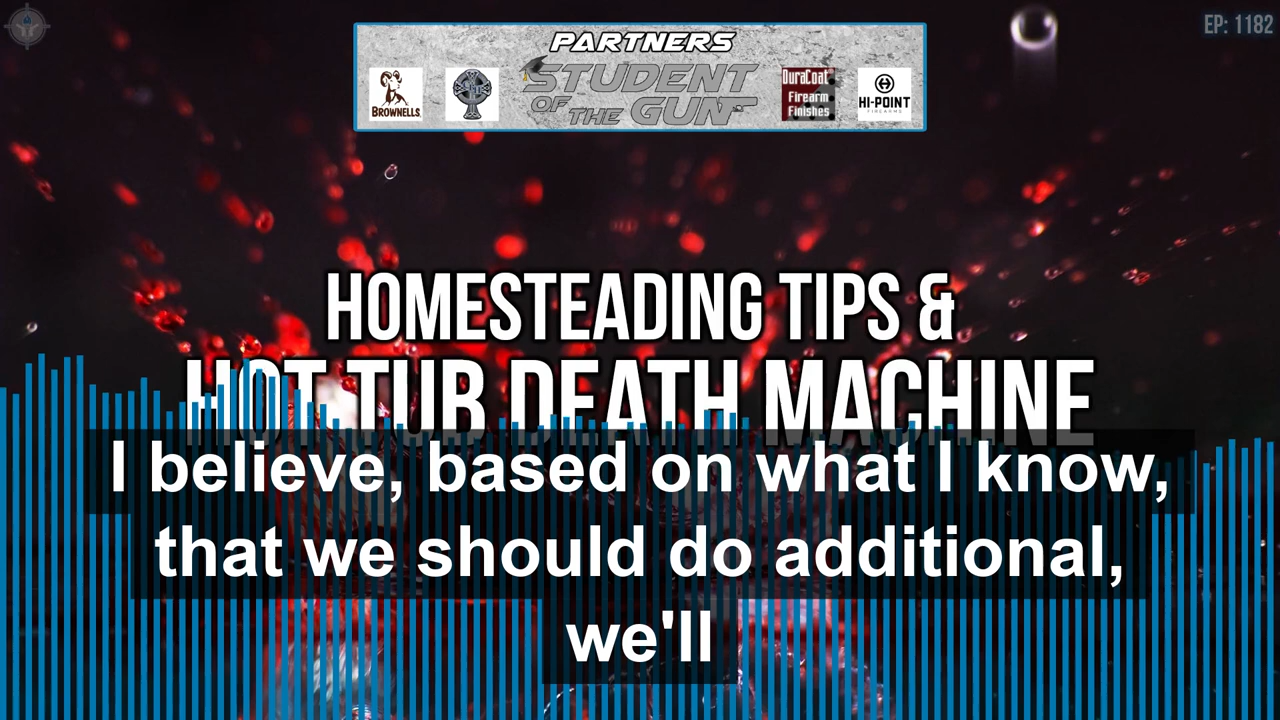 EP: 1182
PARTNERS
STUDENT
OF THE GUN
BROWNELLS
DuraCoat
Firearm
Finishes
HI-POINT
FIREARMS
HOMESTEADING TIPS &
HOT TUB DEATH MACHINE
I believe, based on what I know,
that we should do additional,
we'll